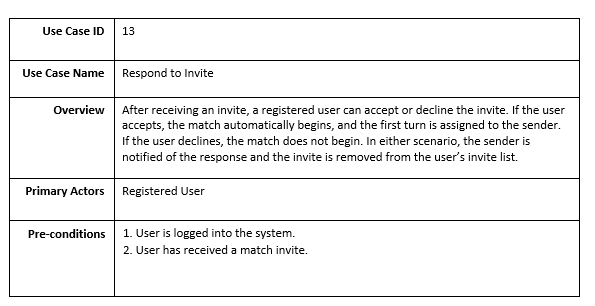 Use Case ID 13
Use Case Name Respond to Invite
Overview After receiving an invite, a registered user can accept or decline the invite. If the user
accepts, the match automatically begins, and the first turn is assigned to the sender.
If the user declines, the match does not begin. In either scenario, the sender is
notified of the response and the invite is removed from the user's invite list.
Primary Actors Registered User
Pre-conditions 1. User is logged into the system.
2. User has received a match invite.